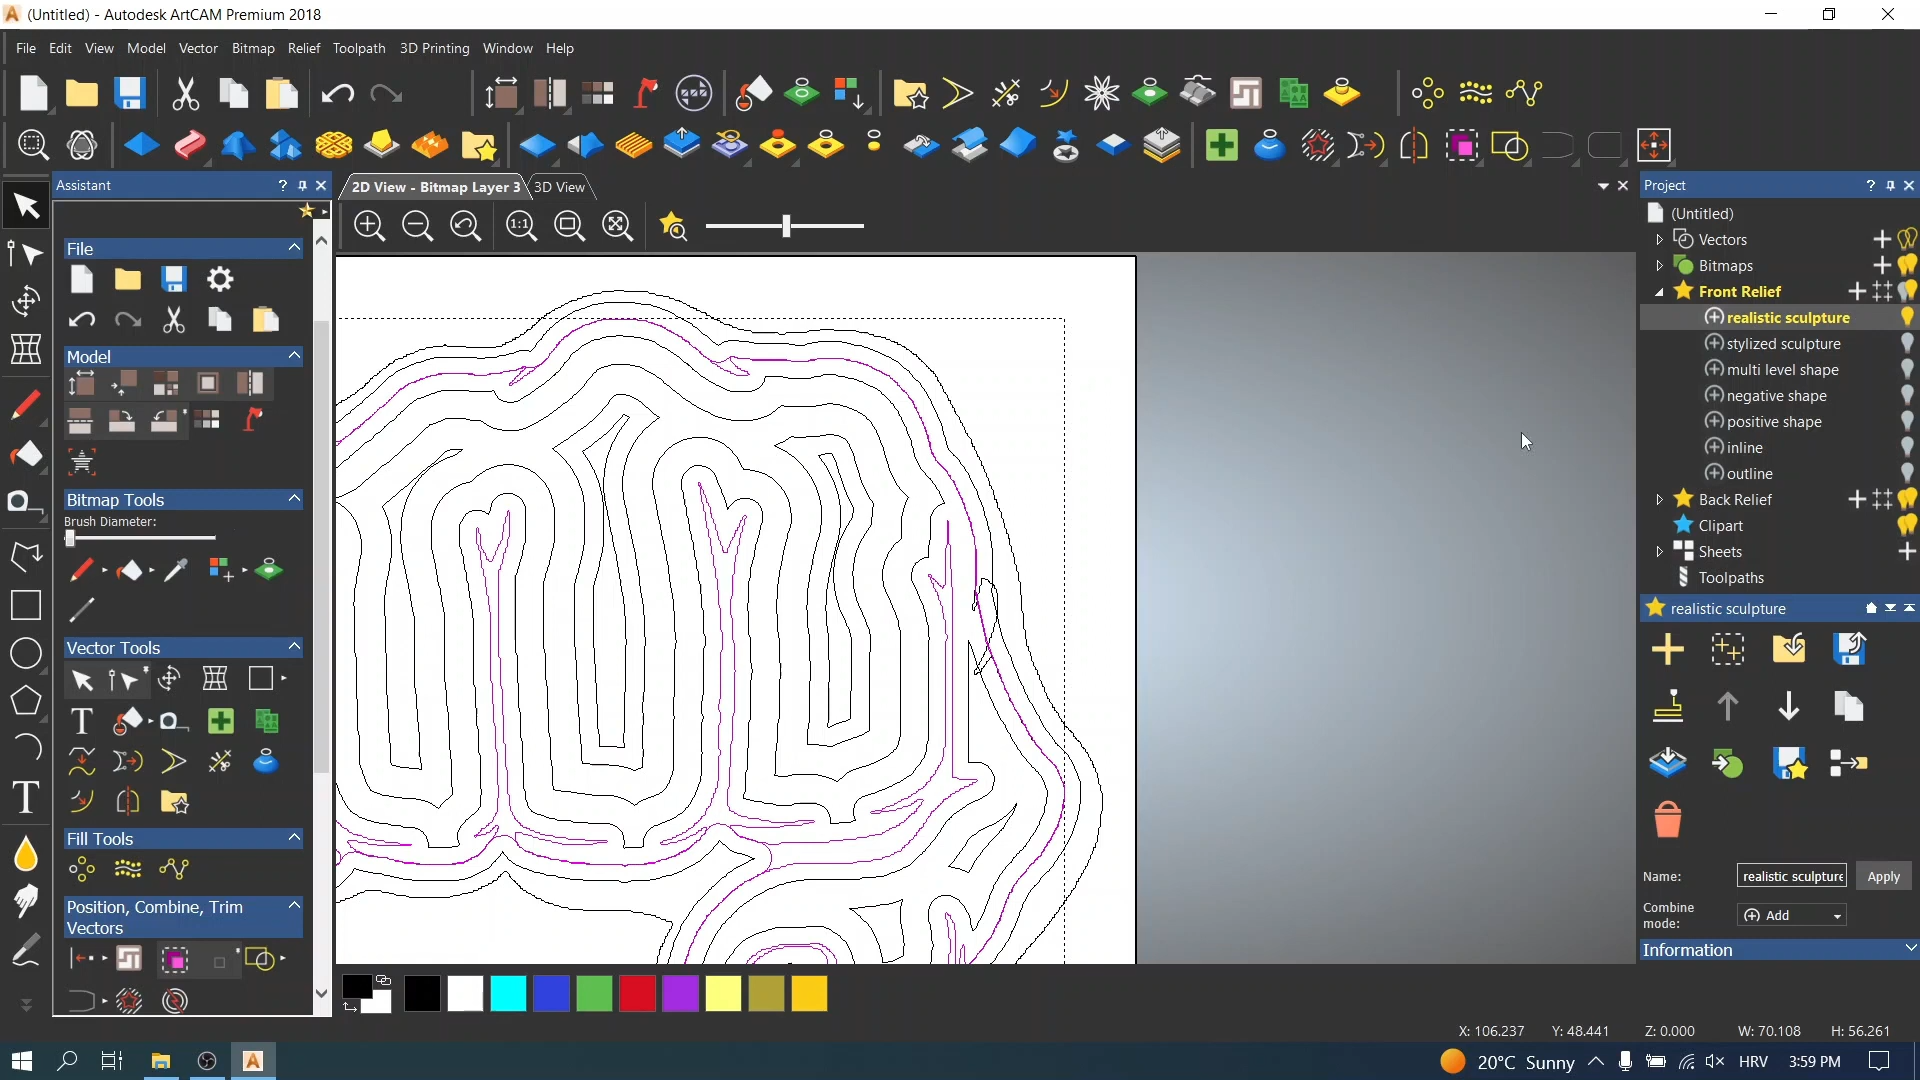 (Untitled) - Autodesk ArtCAM Premium 2018
File Edit View Model Vector Bitmap Relief Toolpath 3D Printing Window Help
Assistant
2D View - Bitmap Layer 3
3D View
File
Model
Bitmap Tools
Brush Diameter:
Vector Tools
Fill Tools
Position, Combine, Trim
Vectors
1:1
Project
(Untitled)
Vectors
Bitmaps
Front Relief
realistic sculpture
stylized sculpture
multi level shape
negative shape
positive shape
inline
outline
Back Relief
Clipart
Sheets
Toolpaths
realistic sculpture
Name: realistic sculpture Apply
Combine
mode:
Add
Information
X: 106.237 Y: 48.441 Z: 0.000 W: 70.108 H: 56.261
20°C Sunny HRV 3:59 PM